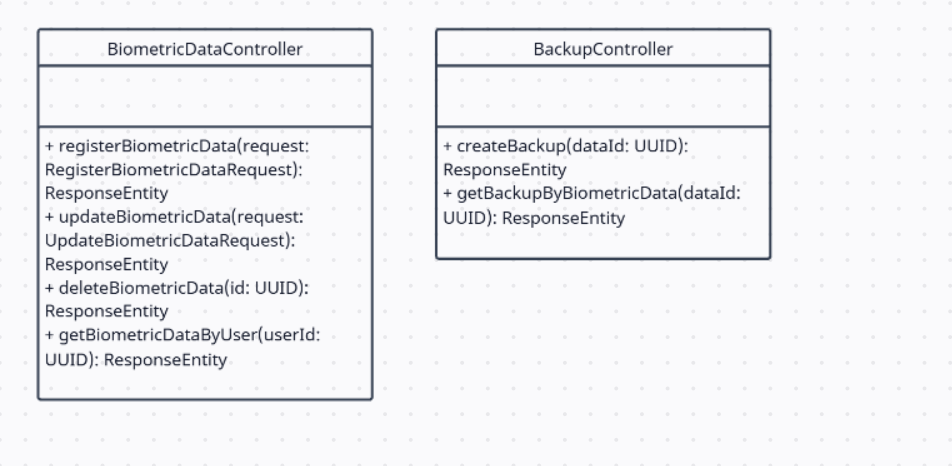 BiometricDataController
+ registerBiometricData(request:
RegisterBiometricDataRequest):
ResponseEntity
+ updateBiometricData(request:
UpdateBiometricDataRequest):
ResponseEntity
+ deleteBiometricData(id: UUID):
ResponseEntity
+ getBiometricDataByUser(userId:
UUID): ResponseEntity
BackupController
+ createBackup(dataId: UUID):
ResponseEntity
+ getBackupByBiometricData(dataId:
UUID): ResponseEntity